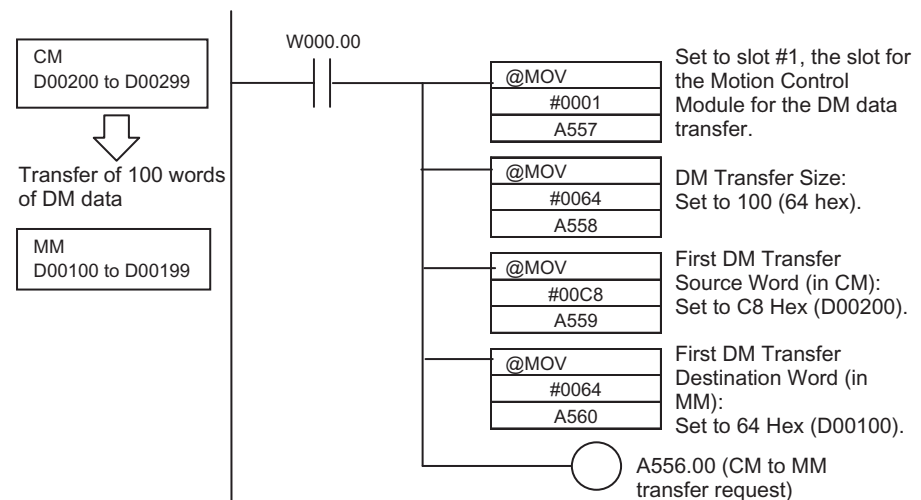 CM
D00200 to D00299
Transfer of 100 words
of DM data
MM
D00100 to D00199
W000.00
@MOV
#0001
A557
Set to slot #1, the slot for
the Motion Control
Module for the DM data
transfer.
@MOV
#0064
A558
DM Transfer Size:
Set to 100 (64 hex).
@MOV
#00C8
A559
First DM Transfer
Source Word (in CM):
Set to C8 Hex (D00200).
@MOV
#0064
A560
First DM Transfer
Destination Word (in
MM):
Set to 64 Hex (D00100).
A556.00 (CM to MM
transfer request)